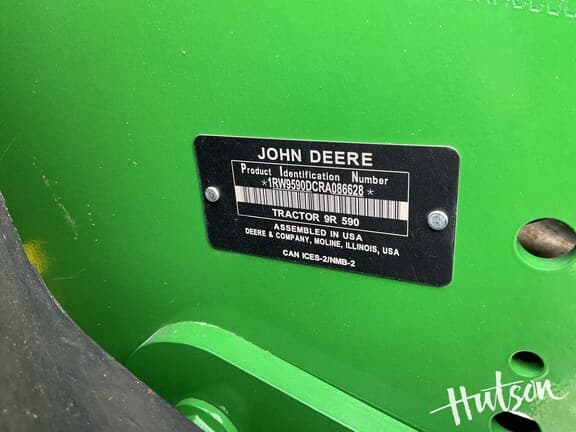 JOHN DEERE
Product Identification Number
*1RW9590DCRA086628*
TRACTOR 9R 590
ASSEMBLED IN USA
DEERE & COMPANY, MOLINE, ILLINOIS, USA
CAN ICES-2/NMB-2
Hutson